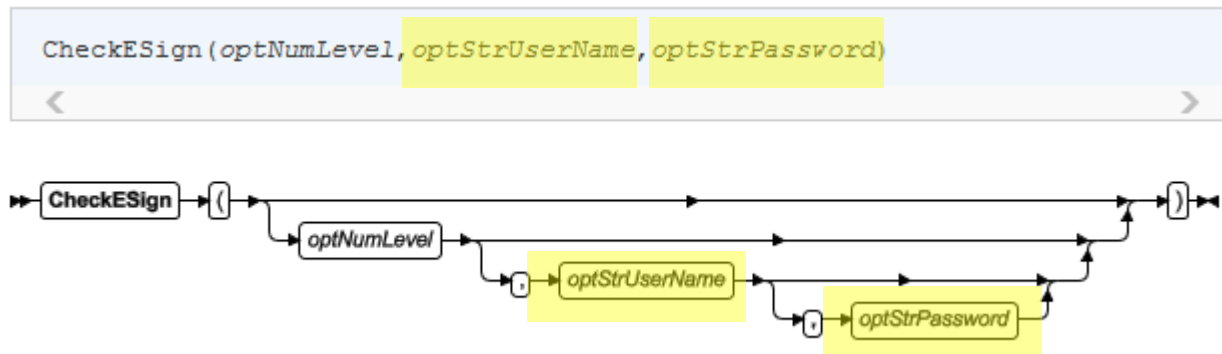 CheckESign(optNumLevel,optStrUserName,optStrPassword)
CheckESign ( )
optNumLevel
, optStrUserName
, optStrPassword